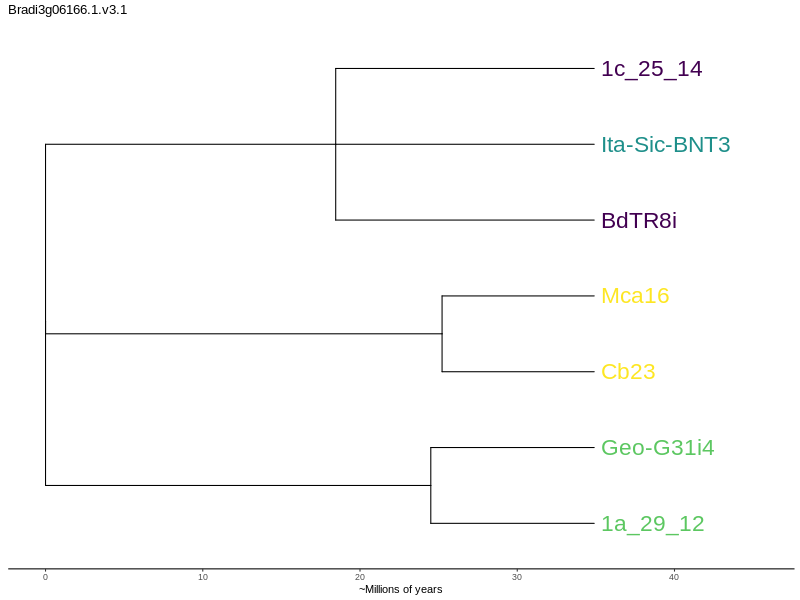 Bradi3g06166.1.v3.1
1c_25_14
Ita-Sic-BNT3
BdTR8i
Mca16
Cb23
Geo-G31i4
1a_29_12
0 10 20 30 40
~Millions of years